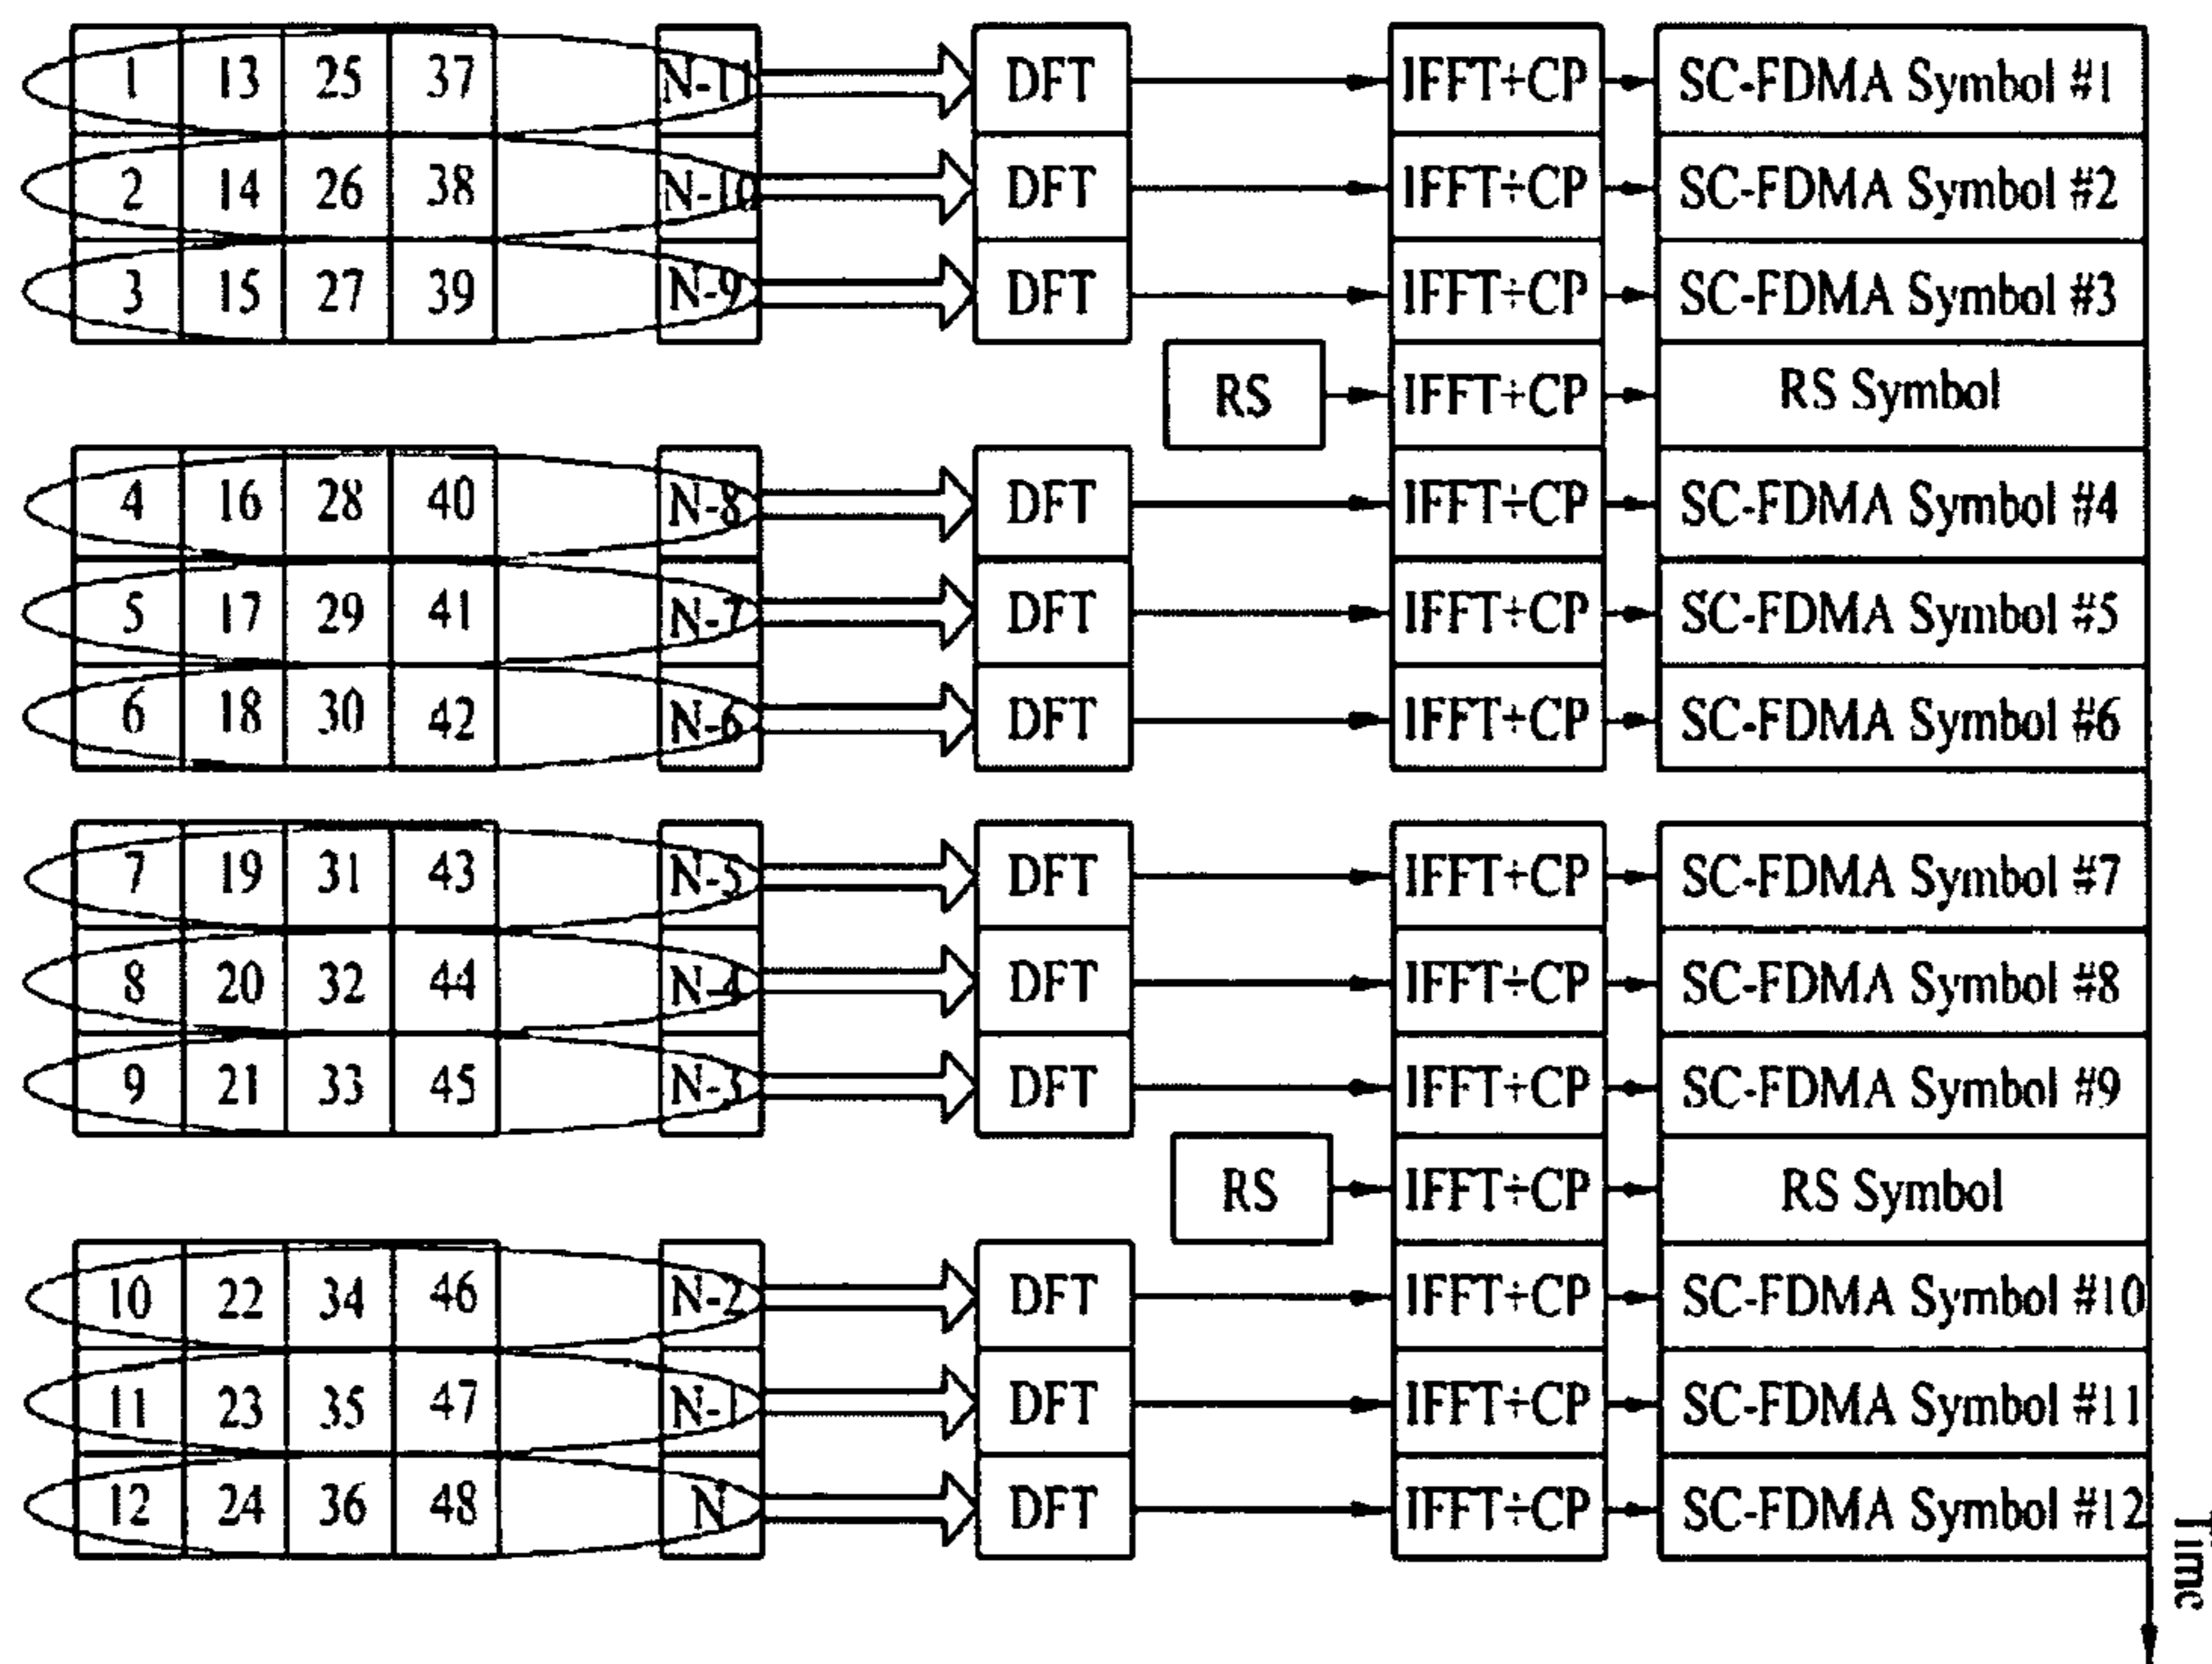 1 13 25 37 N-11 DFT IFFT+CP SC-FDMA Symbol #1
2 14 26 38 N-10 DFT IFFT+CP SC-FDMA Symbol #2
3 15 27 39 N-9 DFT IFFT+CP SC-FDMA Symbol #3
RS IFFT+CP RS Symbol
4 16 28 40 N-8 DFT IFFT+CP SC-FDMA Symbol #4
5 17 29 41 N-7 DFT IFFT+CP SC-FDMA Symbol #5
6 18 30 42 N-6 DFT IFFT+CP SC-FDMA Symbol #6
7 19 31 43 N-5 DFT IFFT+CP SC-FDMA Symbol #7
8 20 32 44 N-4 DFT IFFT+CP SC-FDMA Symbol #8
9 21 33 45 N-3 DFT IFFT+CP SC-FDMA Symbol #9
RS IFFT+CP RS Symbol
10 22 34 46 N-2 DFT IFFT+CP SC-FDMA Symbol #10
11 23 35 47 N-1 DFT IFFT+CP SC-FDMA Symbol #11
12 24 36 48 N DFT IFFT+CP SC-FDMA Symbol #12
Time